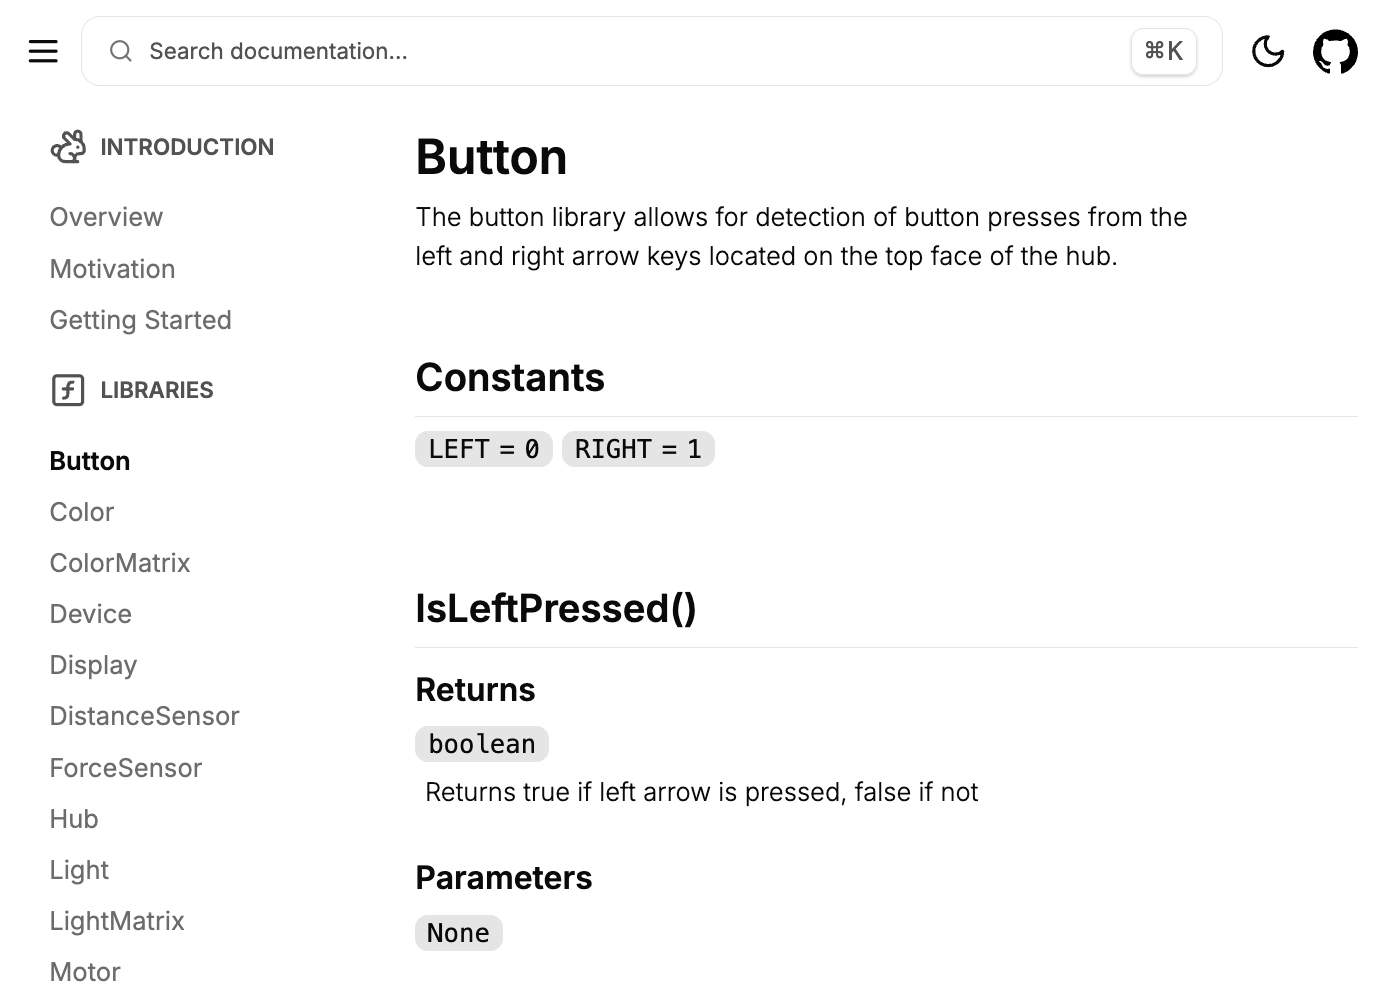 Search documentation...
⌘K
INTRODUCTION
Overview
Motivation
Getting Started
LIBRARIES
Button
Color
ColorMatrix
Device
Display
DistanceSensor
ForceSensor
Hub
Light
LightMatrix
Motor
Button
The button library allows for detection of button presses from the
left and right arrow keys located on the top face of the hub.
Constants
LEFT = 0 RIGHT = 1
IsLeftPressed()
Returns
boolean
Returns true if left arrow is pressed, false if not
Parameters
None